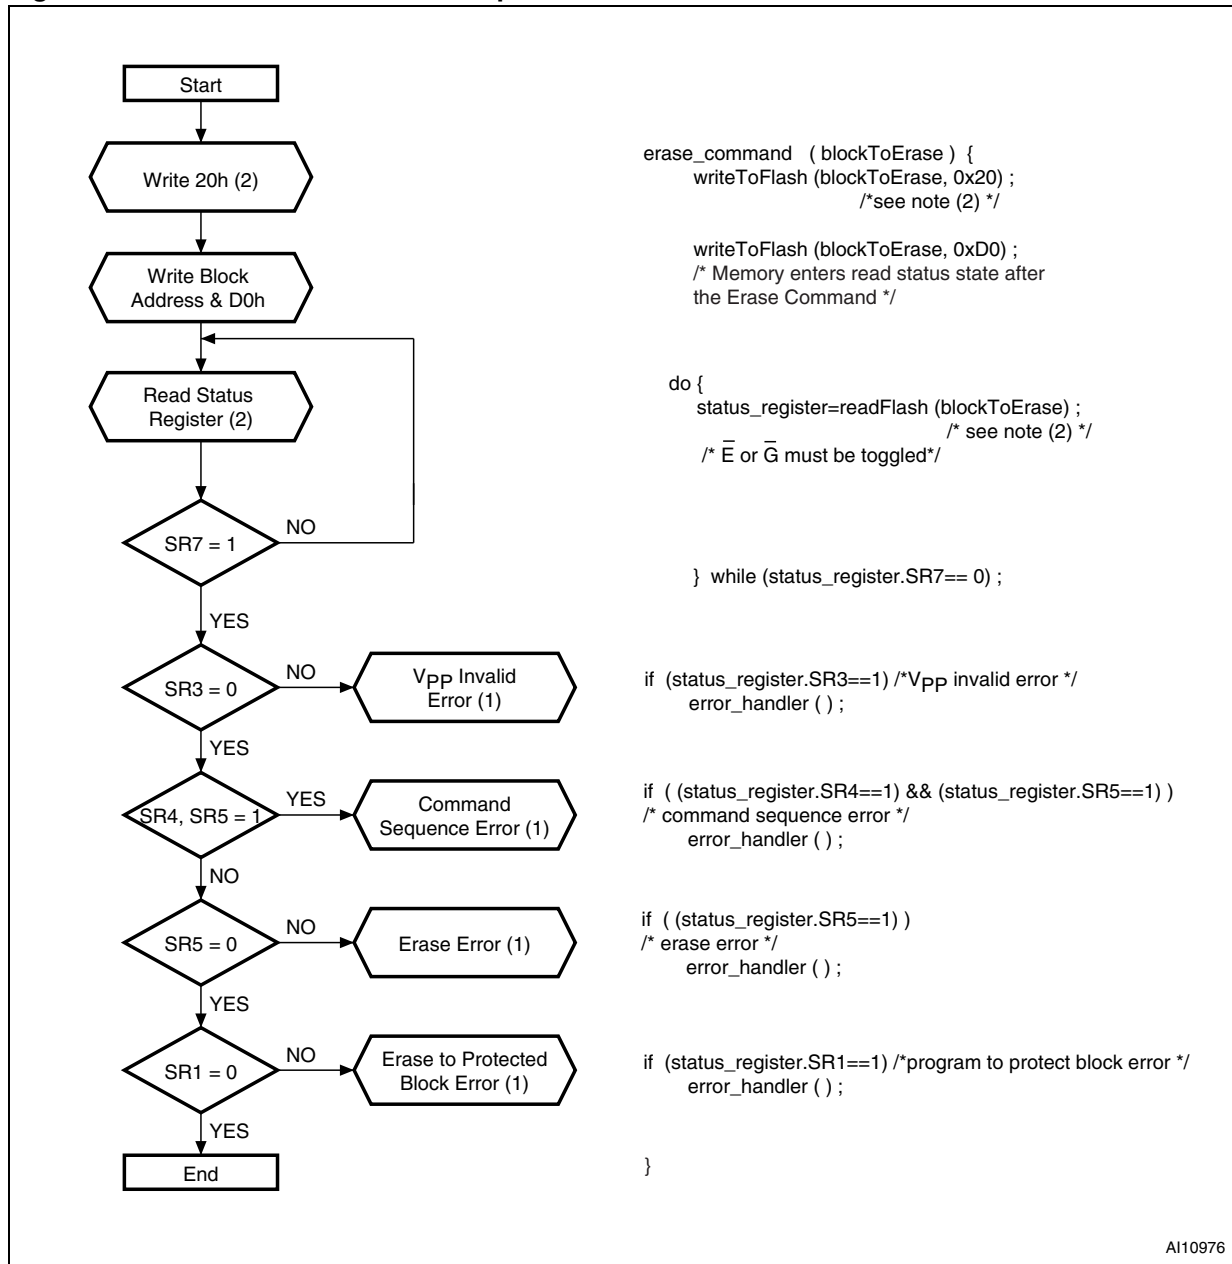 Start
Write 20h (2)
Write Block
Address & D0h
Read Status
Register (2)
NO
SR7 = 1
YES
NO
SR3 = 0
VPP Invalid
Error (1)
YES
YES
SR4, SR5 = 1
Command
Sequence Error (1)
NO
NO
SR5 = 0
Erase Error (1)
YES
NO
SR1 = 0
Erase to Protected
Block Error (1)
YES
End
erase_command ( blockToErase ) {
writeToFlash (blockToErase, 0x20) ;
/*see note (2) */
writeToFlash (blockToErase, 0xD0) ;
/* Memory enters read status state after
the Erase Command */
do {
status_register=readFlash (blockToErase) ;
/* see note (2) */
/* E̅ or G̅ must be toggled*/
} while (status_register.SR7== 0) ;
if (status_register.SR3==1) /*VPP invalid error */
error_handler ( ) ;
if ( (status_register.SR4==1) && (status_register.SR5==1) )
/* command sequence error */
error_handler ( ) ;
if ( (status_register.SR5==1) )
/* erase error */
error_handler ( ) ;
if (status_register.SR1==1) /*program to protect block error */
error_handler ( ) ;
}
AI10976